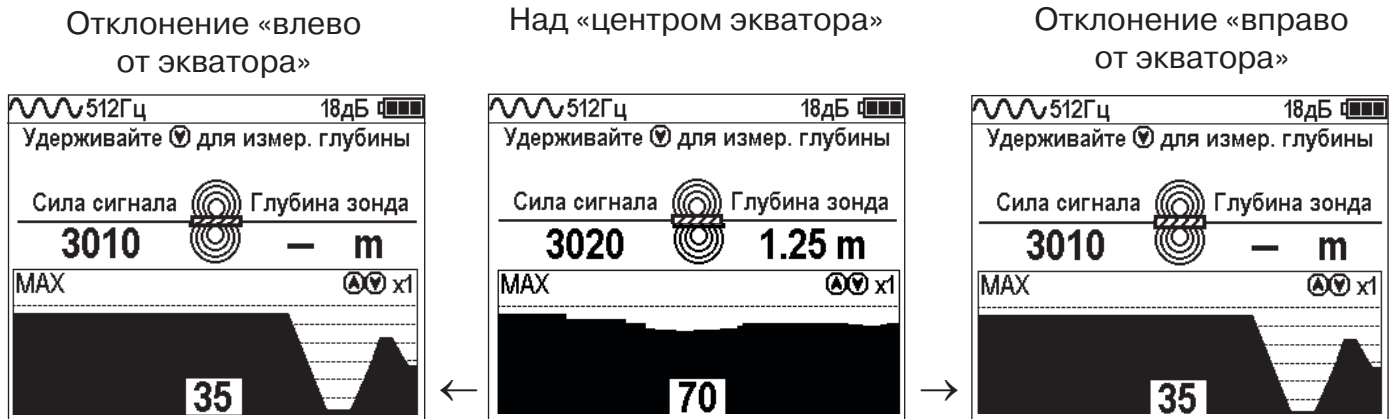 Отклонение «влево
от экватора»
512Гц 18дБ
Удерживайте для измер. глубины
Сила сигнала Глубина зонда
3010 – m
MAX x1
35
Над «центром экватора»
512Гц 18дБ
Удерживайте для измер. глубины
Сила сигнала Глубина зонда
3020 1.25 m
MAX x1
70
Отклонение «вправо
от экватора»
512Гц 18дБ
Удерживайте для измер. глубины
Сила сигнала Глубина зонда
3010 – m
MAX x1
35